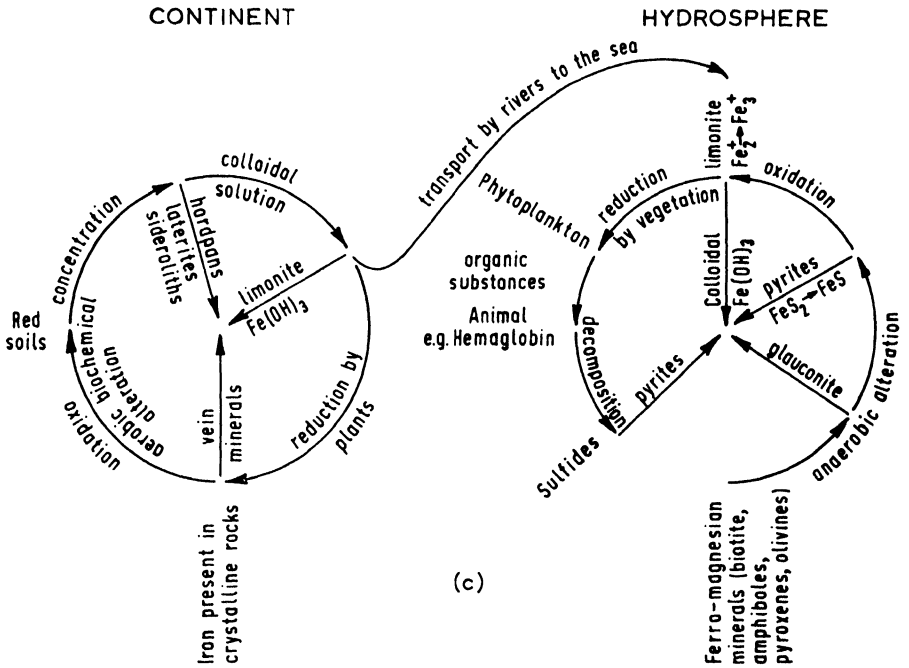 CONTINENT
HYDROSPHERE
colloidal
solution
concentration
hardpans
laterites
sideroliths
limonite
Fe(OH)3
Red
soils
oxidation
aerobic biochemical
alteration
vein
minerals
reduction by
plants
Iron present in
crystalline rocks
transport by rivers to the sea
limonite
Fe2+→Fe3+
oxidation
reduction
by vegetation
Phytoplankton
organic
substances
Animal
e.g. Hemaglobin
decomposition
Colloidal
Fe(OH)3
pyrites
FeS2→FeS
glauconite
pyrites
Sulfides
anaerobic alteration
Ferro-magnesian
minerals (biotite,
amphiboles,
pyroxenes, olivines)
(c)